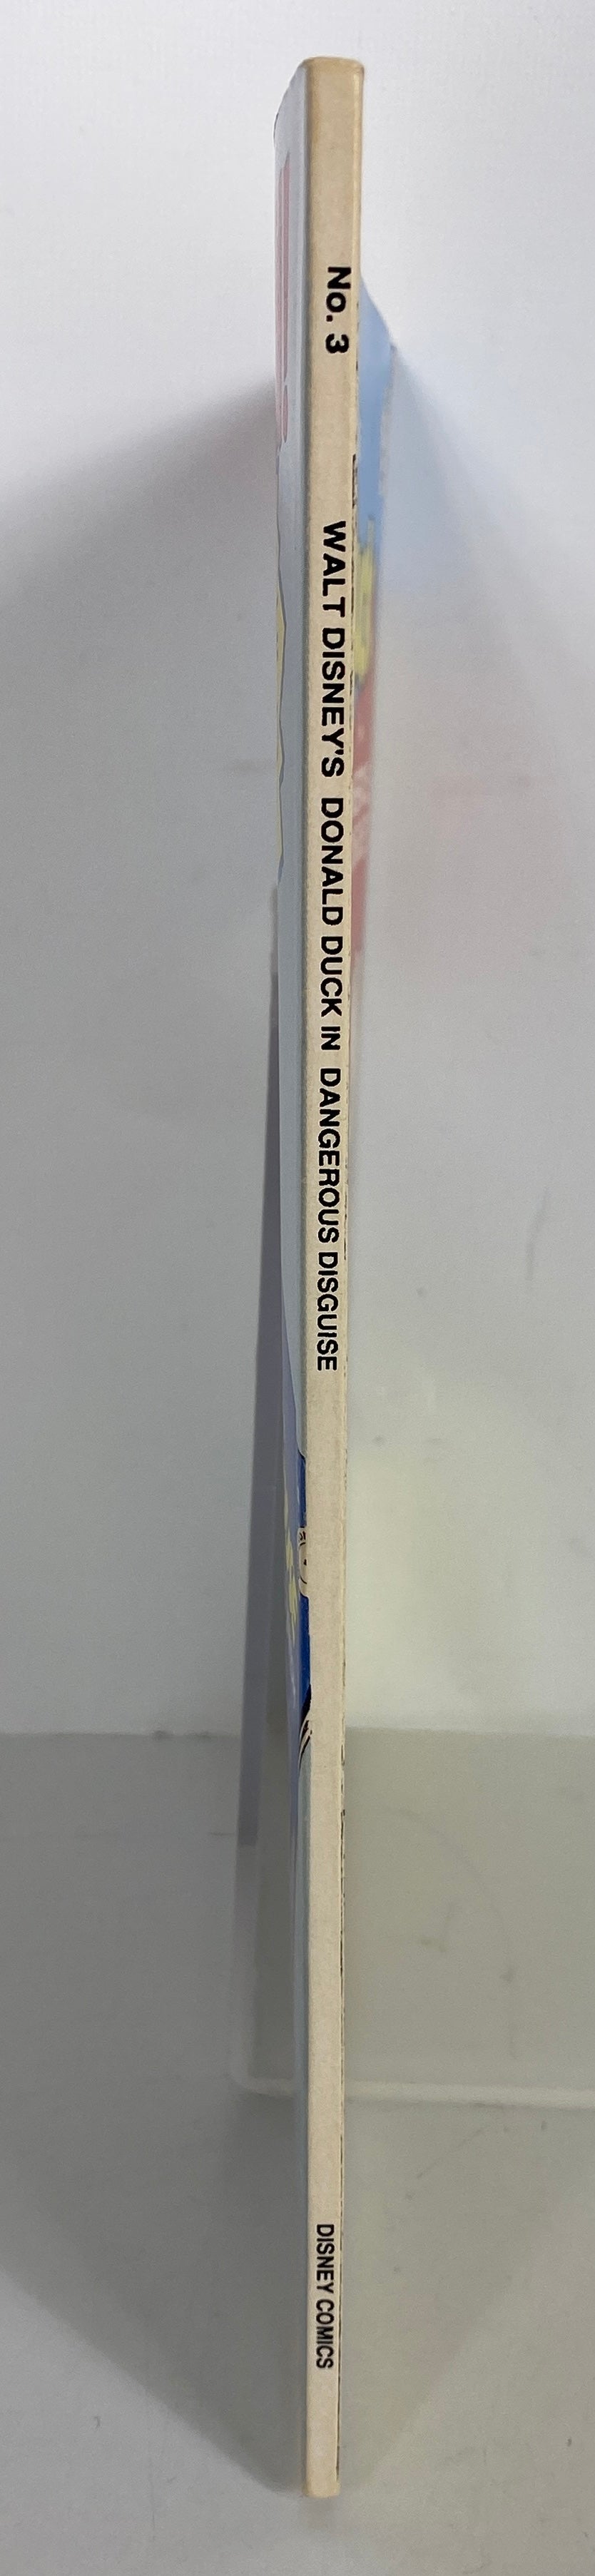 No. 3 WALT DISNEY'S DONALD DUCK IN DANGEROUS DISGUISE DISNEY COMICS